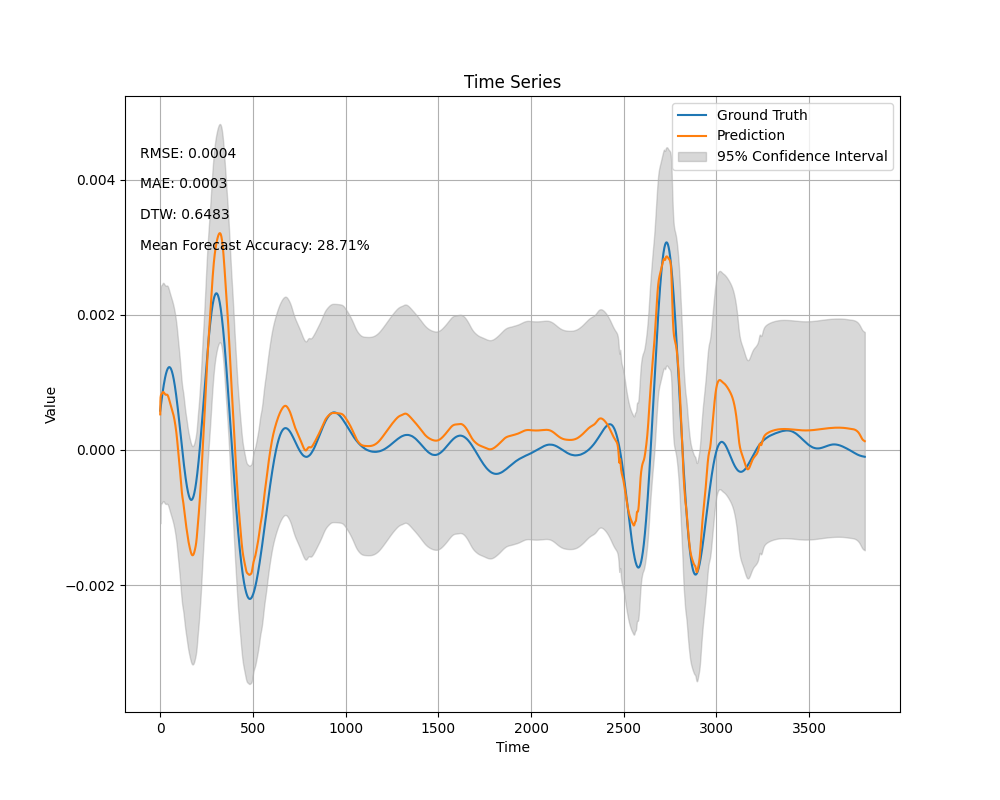 Time Series
Ground Truth
Prediction
95% Confidence Interval
RMSE: 0.0004
MAE: 0.0003
DTW: 0.6483
Mean Forecast Accuracy: 28.71%
0.004
0.002
0.000
−0.002
Value
0 500 1000 1500 2000 2500 3000 3500
Time